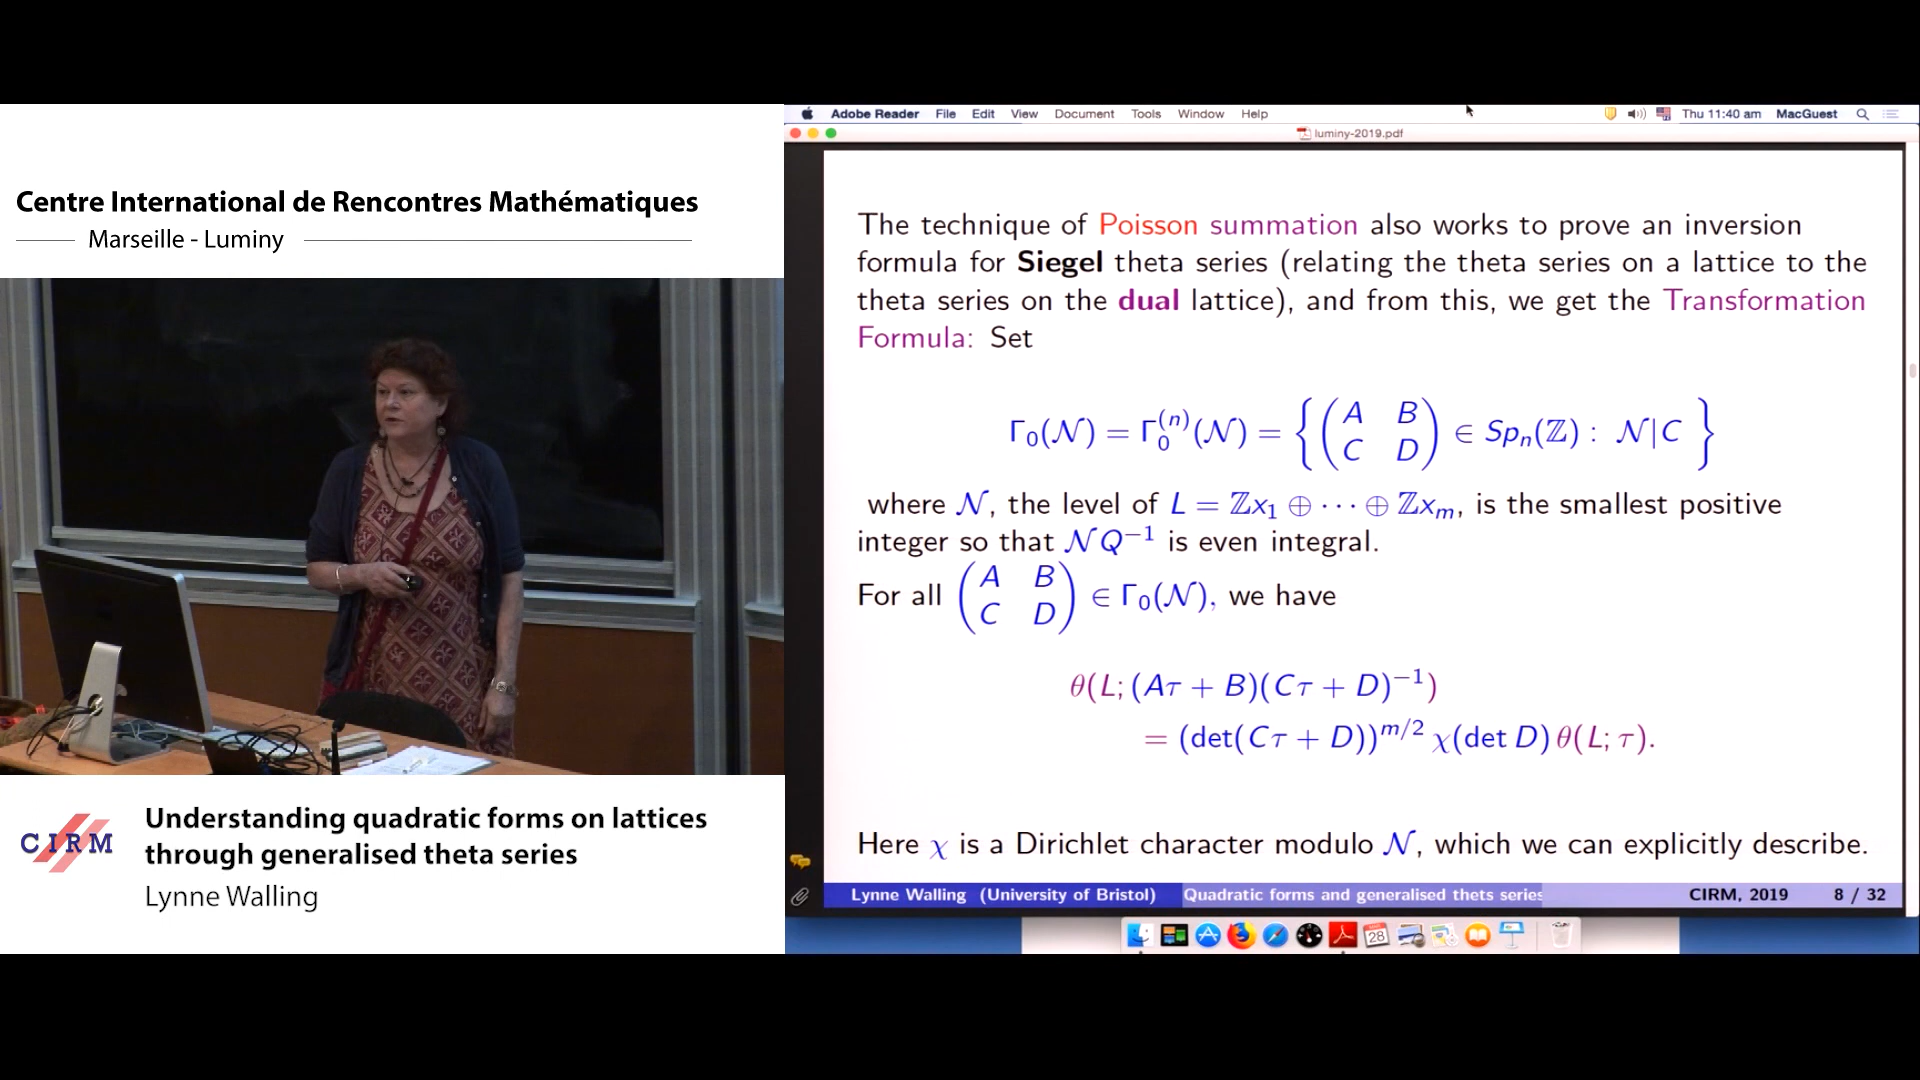 Centre International de Rencontres Mathématiques
Marseille - Luminy
CIRM
Understanding quadratic forms on lattices
through generalised theta series
Lynne Walling
Adobe Reader File Edit View Document Tools Window Help Thu 11:40 am MacGuest
luminy-2019.pdf
The technique of Poisson summation also works to prove an inversion
formula for Siegel theta series (relating the theta series on a lattice to the
theta series on the dual lattice), and from this, we get the Transformation
Formula: Set
Γ₀(𝒩) = Γ₀⁽ⁿ⁾(𝒩) = { ( A B
C D ) ∈ Spₙ(ℤ) : 𝒩|C }
where 𝒩, the level of L = ℤx₁ ⊕ ··· ⊕ ℤxₘ, is the smallest positive
integer so that 𝒩Q⁻¹ is even integral.
For all ( A B
C D ) ∈ Γ₀(𝒩), we have
θ(L; (Aτ + B)(Cτ + D)⁻¹)
= (det(Cτ + D))^{m/2} χ(det D) θ(L; τ).
Here χ is a Dirichlet character modulo 𝒩, which we can explicitly describe.
Lynne Walling (University of Bristol) Quadratic forms and generalised thets series CIRM, 2019 8 / 32
28